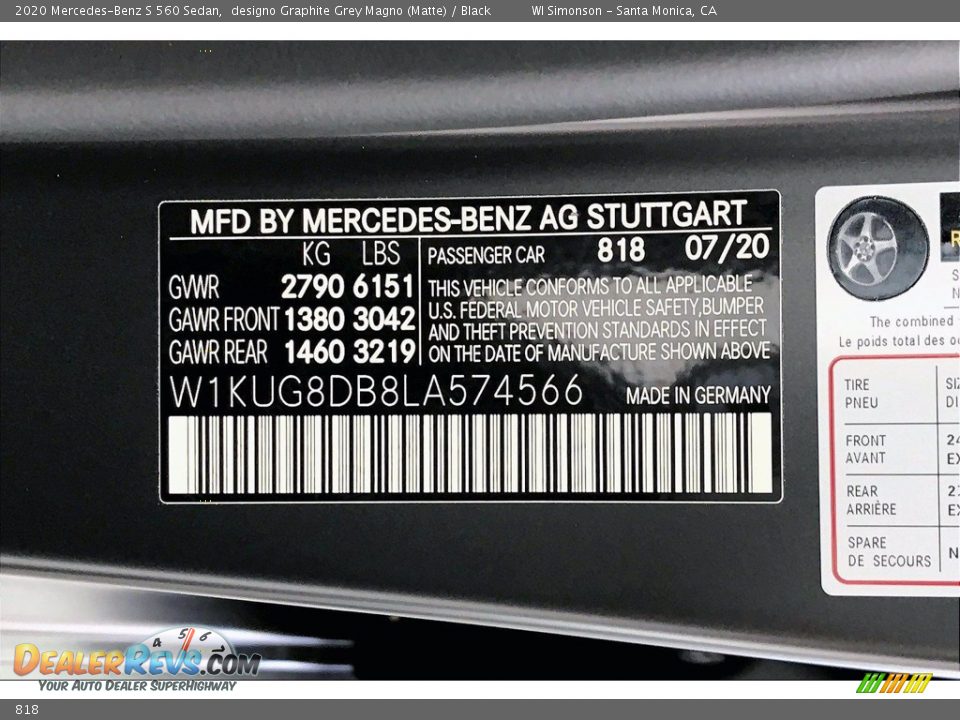 2020 Mercedes-Benz S 560 Sedan, designo Graphite Grey Magno (Matte) / Black WI Simonson - Santa Monica, CA
MFD BY MERCEDES-BENZ AG STUTTGART
KG LBS
GVWR 2790 6151
GAWR FRONT 1380 3042
GAWR REAR 1460 3219
PASSENGER CAR 818 07/20
THIS VEHICLE CONFORMS TO ALL APPLICABLE
U.S. FEDERAL MOTOR VEHICLE SAFETY,BUMPER
AND THEFT PREVENTION STANDARDS IN EFFECT
ON THE DATE OF MANUFACTURE SHOWN ABOVE
W1KUG8DB8LA574566 MADE IN GERMANY
The combined
Le poids total des
TIRE
PNEU
FRONT
AVANT
REAR
ARRIÈRE
SPARE
DE SECOURS
4 5 6
DEALERREVS.COM
YOUR AUTO DEALER SUPERHIGHWAY
818